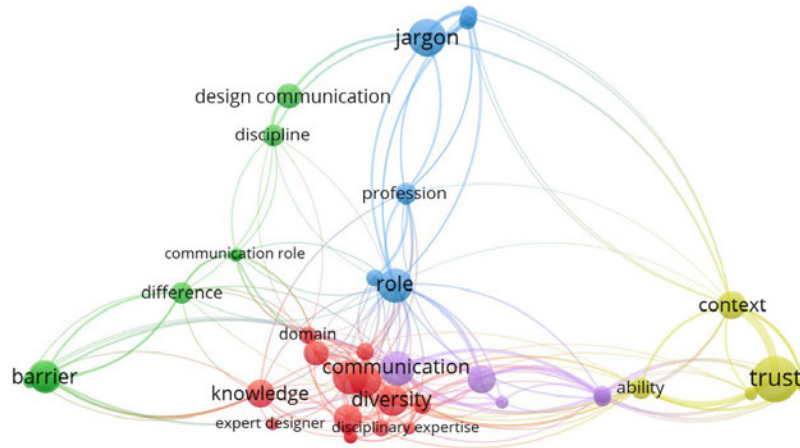 jargon
design communication
discipline
profession
communication role
role
difference
context
domain
communication
barrier
trust
ability
knowledge
diversity
expert designer
disciplinary expertise